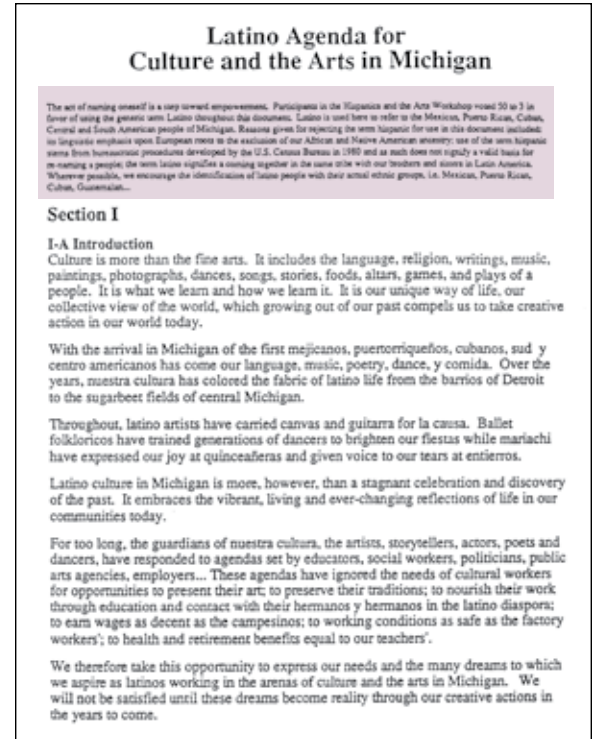 Latino Agenda for
Culture and the Arts in Michigan
The act of naming oneself is a step toward empowerment. Participants in the Hispanics and the Arts Workshop voted 50 to 3 in
favor of using the generic term Latino throughout this document. Latino is used here to refer to the Mexican, Puerto Rican, Cuban,
Central and South American people of Michigan. Reasons given for rejecting the term hispanic for use in this document included:
its linguistic emphasis upon European roots to the exclusion of our African and Native American ancestry; use of the term hispanic
stems from bureaucratic procedures developed by the U.S. Census Bureau in 1980 and as such does not signify a valid basis for
re-naming a people; the term latino signifies a coming together in the same tribe with our brothers and sisters in Latin America.
Wherever possible, we encourage the identification of latino people with their actual ethnic groups, i.e. Mexican, Puerto Rican,
Cuban, Guatemalan...
Section I
I-A Introduction
Culture is more than the fine arts. It includes the language, religion, writings, music,
paintings, photographs, dances, songs, stories, foods, altars, games, and plays of a
people. It is what we learn and how we learn it. It is our unique way of life, our
collective view of the world, which growing out of our past compels us to take creative
action in our world today.
With the arrival in Michigan of the first mejicanos, puertorriqueños, cubanos, sud y
centro americanos has come our language, music, poetry, dance, y comida. Over the
years, nuestra cultura has colored the fabric of latino life from the barrios of Detroit
to the sugarbeet fields of central Michigan.
Throughout, latino artists have carried canvas and guitarra for la causa. Ballet
folkloricos have trained generations of dancers to brighten our fiestas while mariachi
have expressed our joy at quinceañeras and given voice to our tears at entierros.
Latino culture in Michigan is more, however, than a stagnant celebration and discovery
of the past. It embraces the vibrant, living and ever-changing reflections of life in our
communities today.
For too long, the guardians of nuestra cultura, the artists, storytellers, actors, poets and
dancers, have responded to agendas set by educators, social workers, politicians, public
arts agencies, employers... These agendas have ignored the needs of cultural workers
for opportunities to present their art; to preserve their traditions; to nourish their work
through education and contact with their hermanos y hermanos in the latino diaspora;
to earn wages as decent as the campesinos; to working conditions as safe as the factory
workers'; to health and retirement benefits equal to our teachers'.
We therefore take this opportunity to express our needs and the many dreams to which
we aspire as latinos working in the arenas of culture and the arts in Michigan. We
will not be satisfied until these dreams become reality through our creative actions in
the years to come.